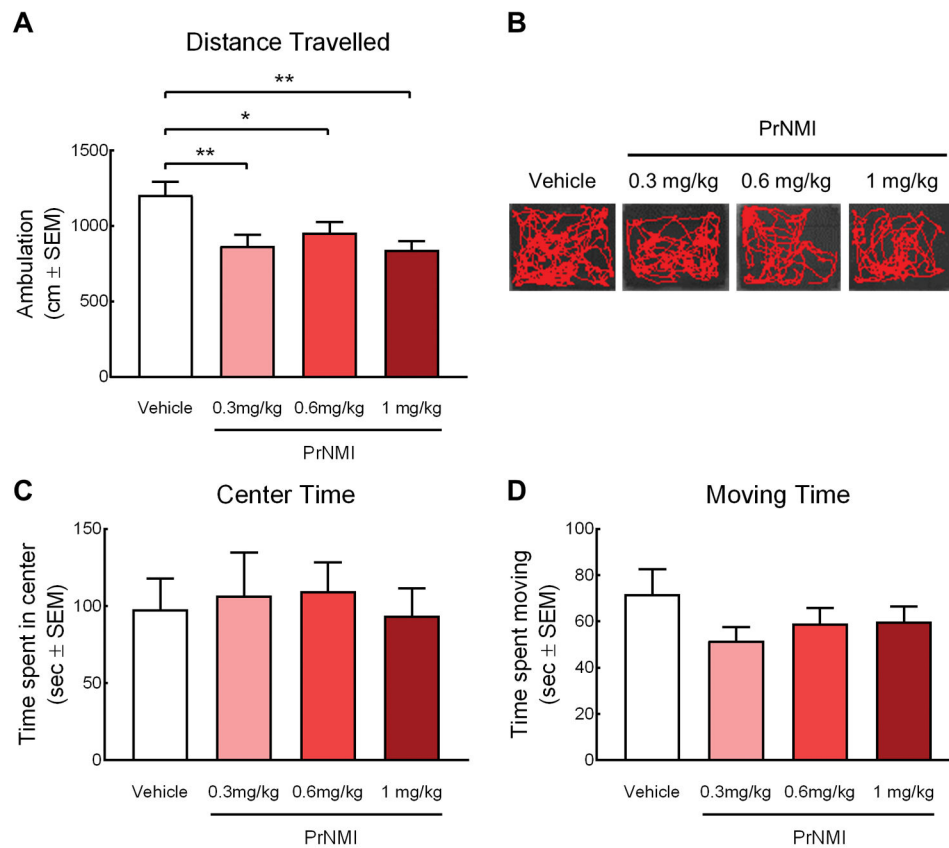 A
Distance Travelled
**
*
**
1500
1000
500
0
Ambulation
(cm ± SEM)
Vehicle 0.3mg/kg 0.6mg/kg 1 mg/kg
PrNMI
B
PrNMI
Vehicle 0.3 mg/kg 0.6 mg/kg 1 mg/kg
C
Center Time
150
100
50
0
Time spent in center
(sec ± SEM)
Vehicle 0.3mg/kg 0.6mg/kg 1 mg/kg
PrNMI
D
Moving Time
100
80
60
40
20
0
Time spent moving
(sec ± SEM)
Vehicle 0.3mg/kg 0.6mg/kg 1 mg/kg
PrNMI